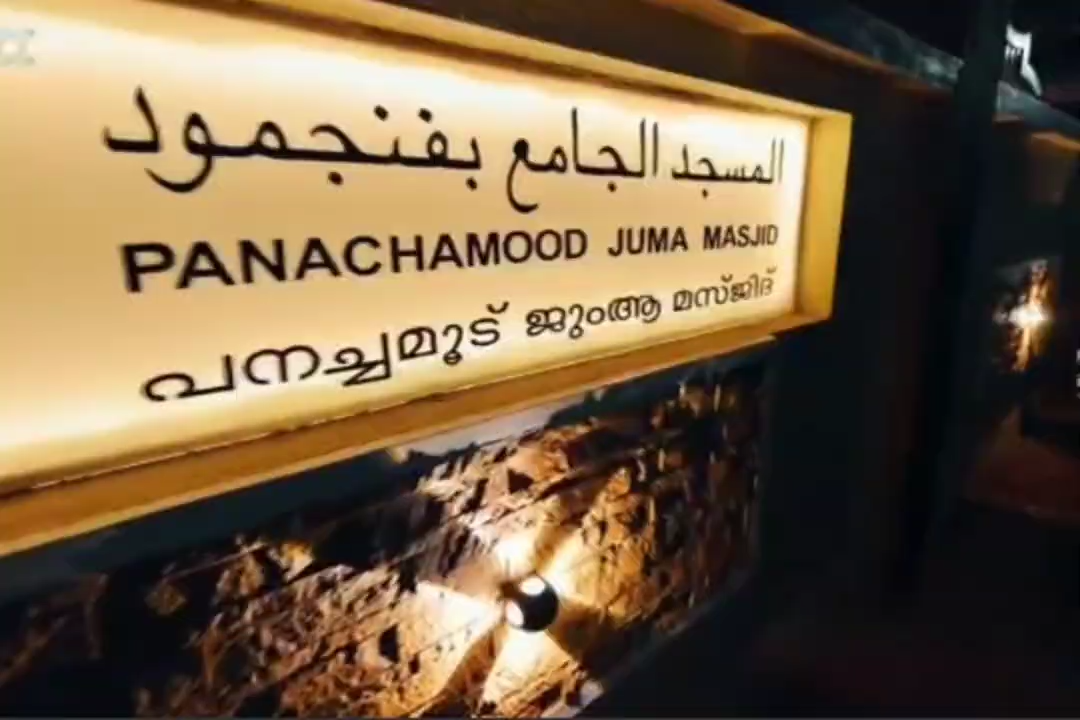 المسجد الجامع بفنجمود
PANACHAMOOD JUMA MASJID
പനച്ചമൂട് ജുംആ മസ്ജിദ്